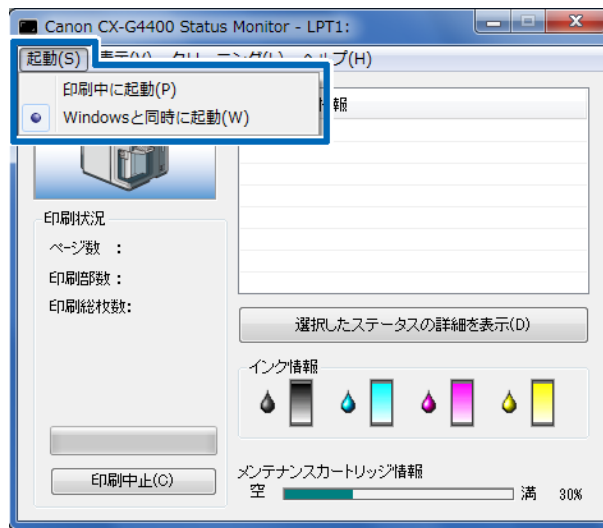 Canon CX-G4400 Status Monitor - LPT1:
起動(S) ヘルプ(H)
印刷中に起動(P)
Windowsと同時に起動(W)
報
印刷状況
ページ数 :
印刷部数:
印刷総枚数:
選択したステータスの詳細を表示(D)
インク情報
印刷中止(C)
メンテナンスカートリッジ情報
空 満 30%